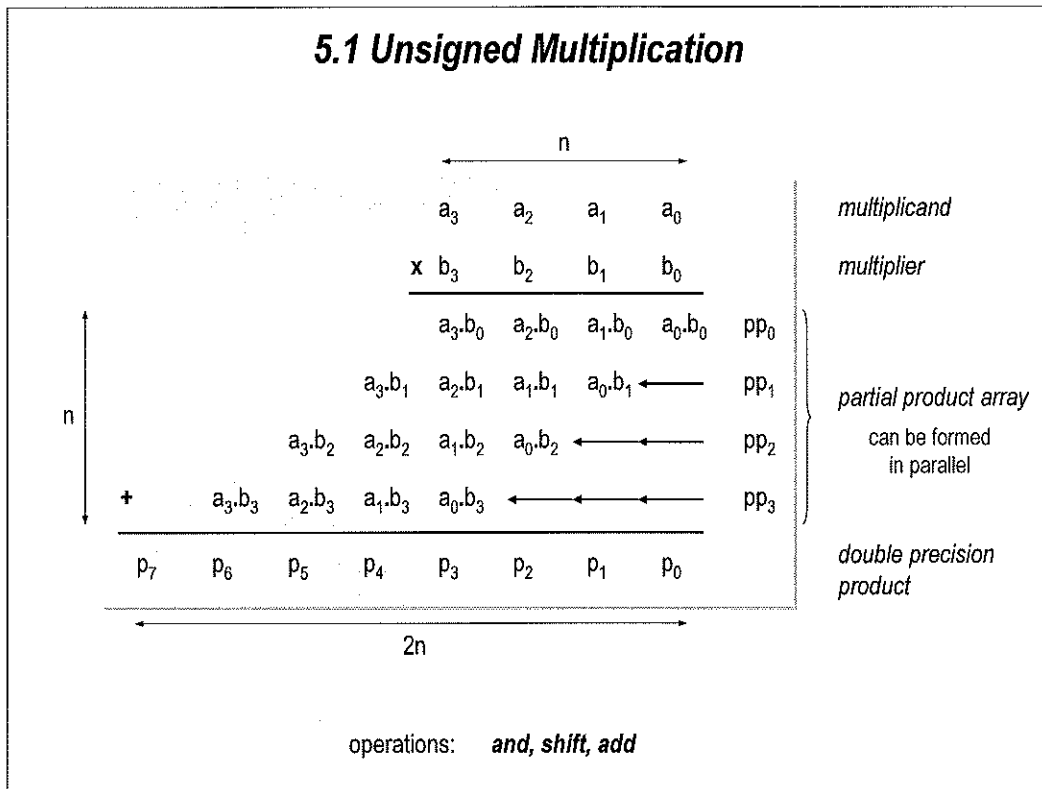 5.1 Unsigned Multiplication
n
a₃ a₂ a₁ a₀ multiplicand
x b₃ b₂ b₁ b₀ multiplier
a₃.b₀ a₂.b₀ a₁.b₀ a₀.b₀ pp₀
a₃.b₁ a₂.b₁ a₁.b₁ a₀.b₁ pp₁
n
partial product array
can be formed
in parallel
a₃.b₂ a₂.b₂ a₁.b₂ a₀.b₂ pp₂
+ a₃.b₃ a₂.b₃ a₁.b₃ a₀.b₃ pp₃
p₇ p₆ p₅ p₄ p₃ p₂ p₁ p₀
double precision
product
2n
operations: and, shift, add